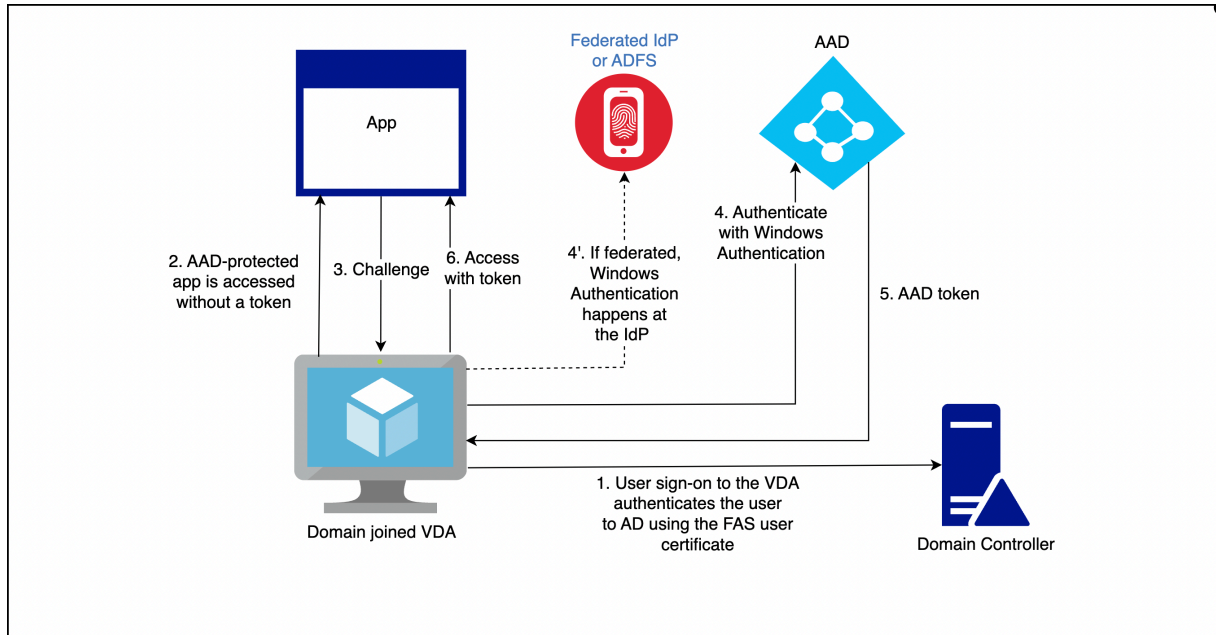 Federated IdP
or ADFS
AAD
App
2. AAD-protected
app is accessed
without a token
3. Challenge
6. Access
with token
4'. If federated,
Windows
Authentication
happens at
the IdP
4. Authenticate
with Windows
Authentication
5. AAD token
1. User sign-on to the VDA
authenticates the user
to AD using the FAS user
certificate
Domain joined VDA
Domain Controller